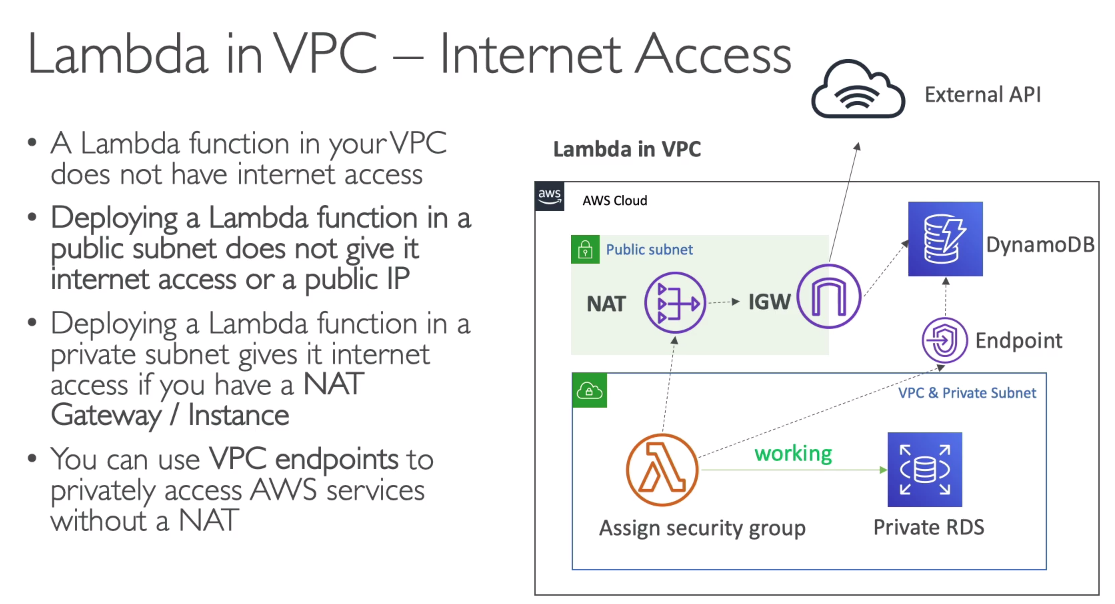 Lambda in VPC – Internet Access
• A Lambda function in your VPC
does not have internet access
• Deploying a Lambda function in a
public subnet does not give it
internet access or a public IP
• Deploying a Lambda function in a
private subnet gives it internet
access if you have a NAT
Gateway / Instance
• You can use VPC endpoints to
privately access AWS services
without a NAT
External API
Lambda in VPC
aws
AWS Cloud
Public subnet
DynamoDB
NAT
IGW
Endpoint
VPC & Private Subnet
working
Assign security group
Private RDS